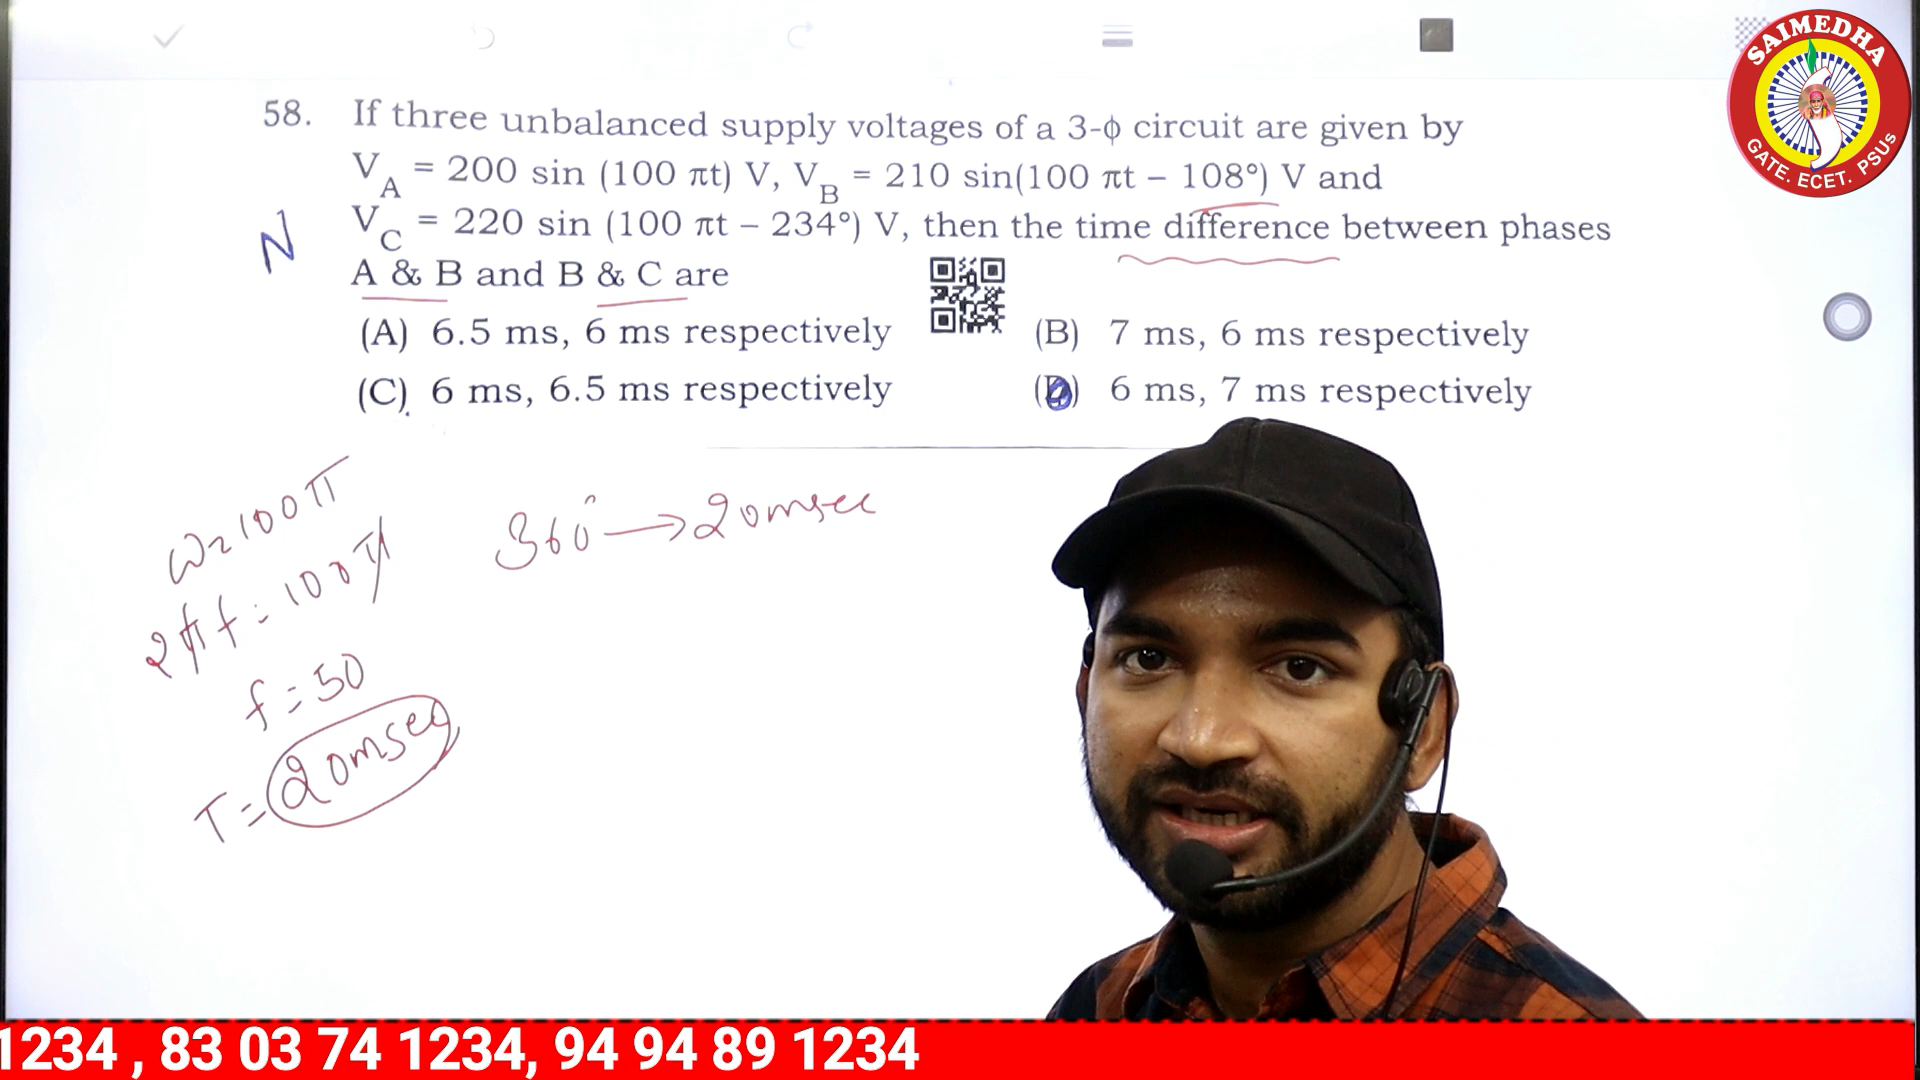 SAIMEDHA
GATE. ECET. PSUs
58. If three unbalanced supply voltages of a 3-ϕ circuit are given by
V_A = 200 sin (100 πt) V, V_B = 210 sin(100 πt – 108°) V and
V_C = 220 sin (100 πt – 234°) V, then the time difference between phases
N
A & B and B & C are
(A) 6.5 ms, 6 ms respectively (B) 7 ms, 6 ms respectively
(C) 6 ms, 6.5 ms respectively (D) 6 ms, 7 ms respectively
ω=100π
2πf=100π
f=50
T=20msec
360°→20msec
1234 , 83 03 74 1234, 94 94 89 1234